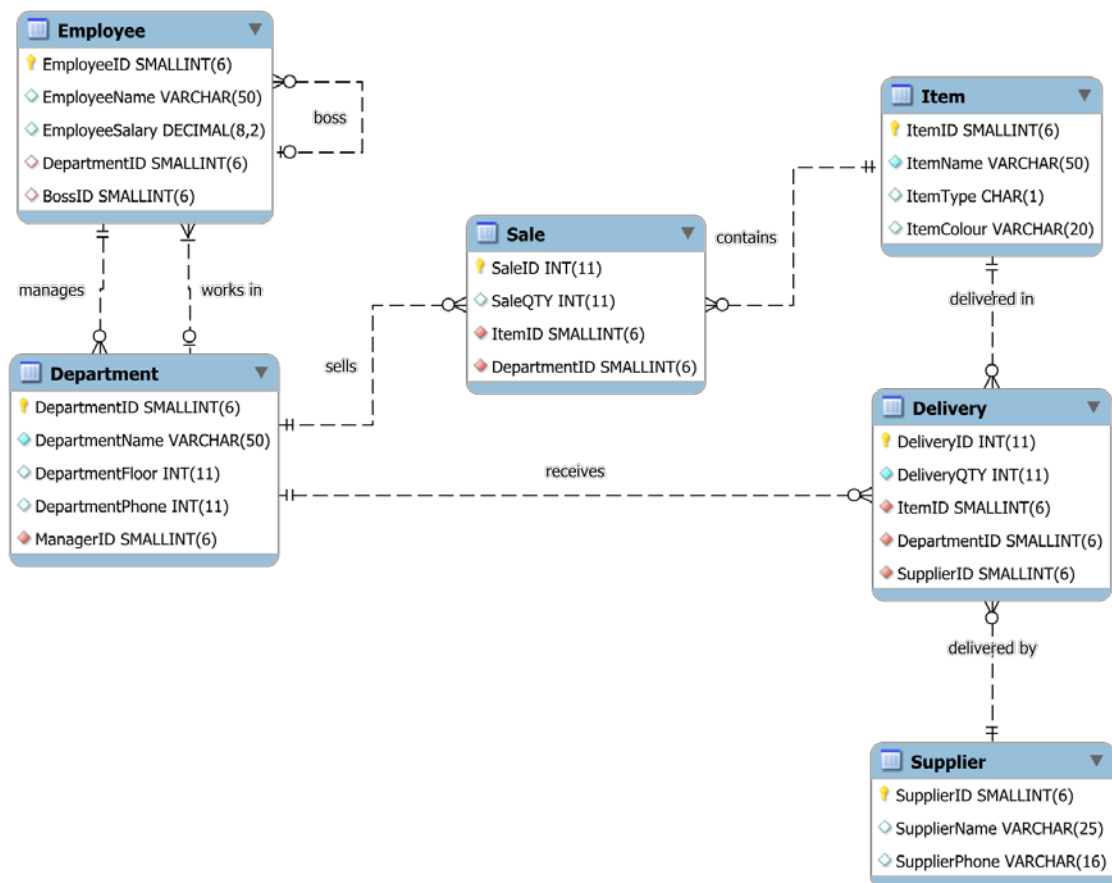 Employee
EmployeeID SMALLINT(6)
EmployeeName VARCHAR(50)
EmployeeSalary DECIMAL(8,2)
DepartmentID SMALLINT(6)
BossID SMALLINT(6)
boss
manages
works in
Department
DepartmentID SMALLINT(6)
DepartmentName VARCHAR(50)
DepartmentFloor INT(11)
DepartmentPhone INT(11)
ManagerID SMALLINT(6)
sells
receives
Sale
SaleID INT(11)
SaleQTY INT(11)
ItemID SMALLINT(6)
DepartmentID SMALLINT(6)
contains
Item
ItemID SMALLINT(6)
ItemName VARCHAR(50)
ItemType CHAR(1)
ItemColour VARCHAR(20)
delivered in
Delivery
DeliveryID INT(11)
DeliveryQTY INT(11)
ItemID SMALLINT(6)
DepartmentID SMALLINT(6)
SupplierID SMALLINT(6)
delivered by
Supplier
SupplierID SMALLINT(6)
SupplierName VARCHAR(25)
SupplierPhone VARCHAR(16)